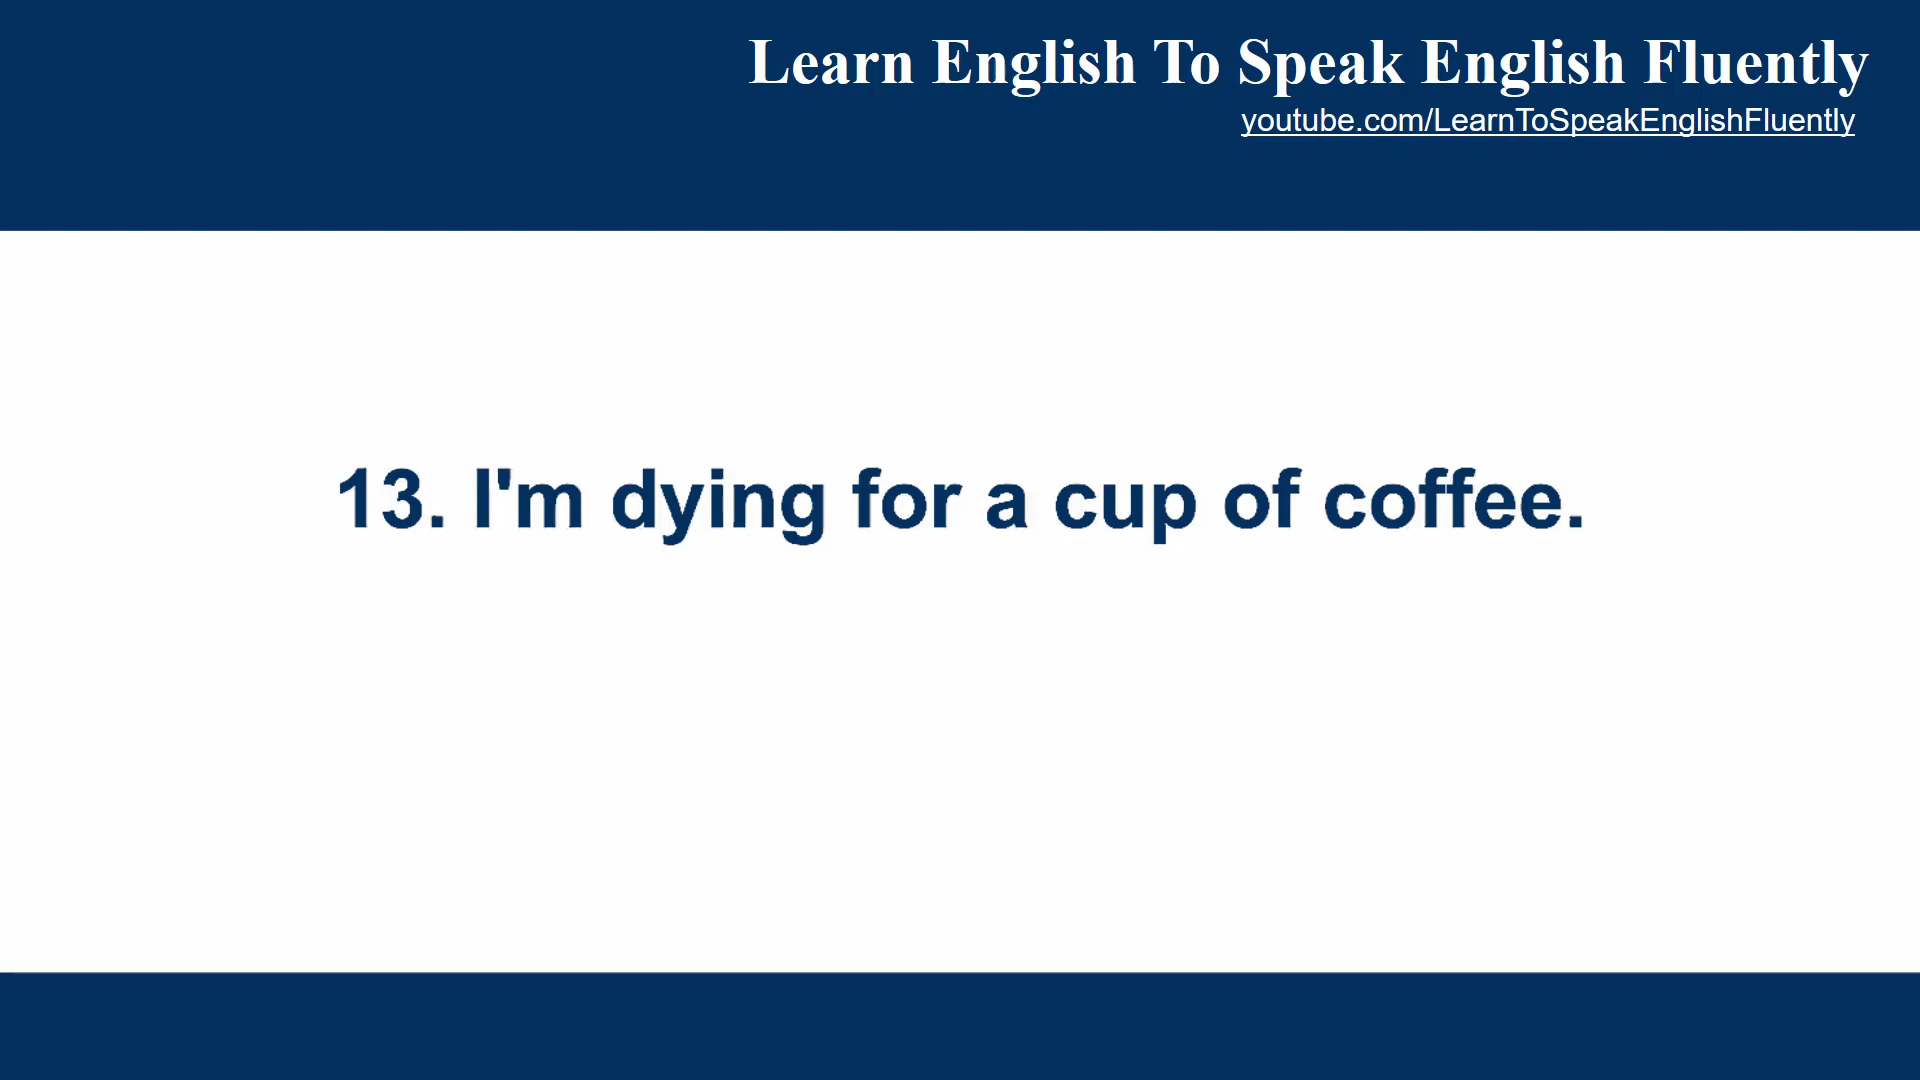 Learn English To Speak English Fluently
youtube.com/LearnToSpeakEnglishFluently
13. I'm dying for a cup of coffee.